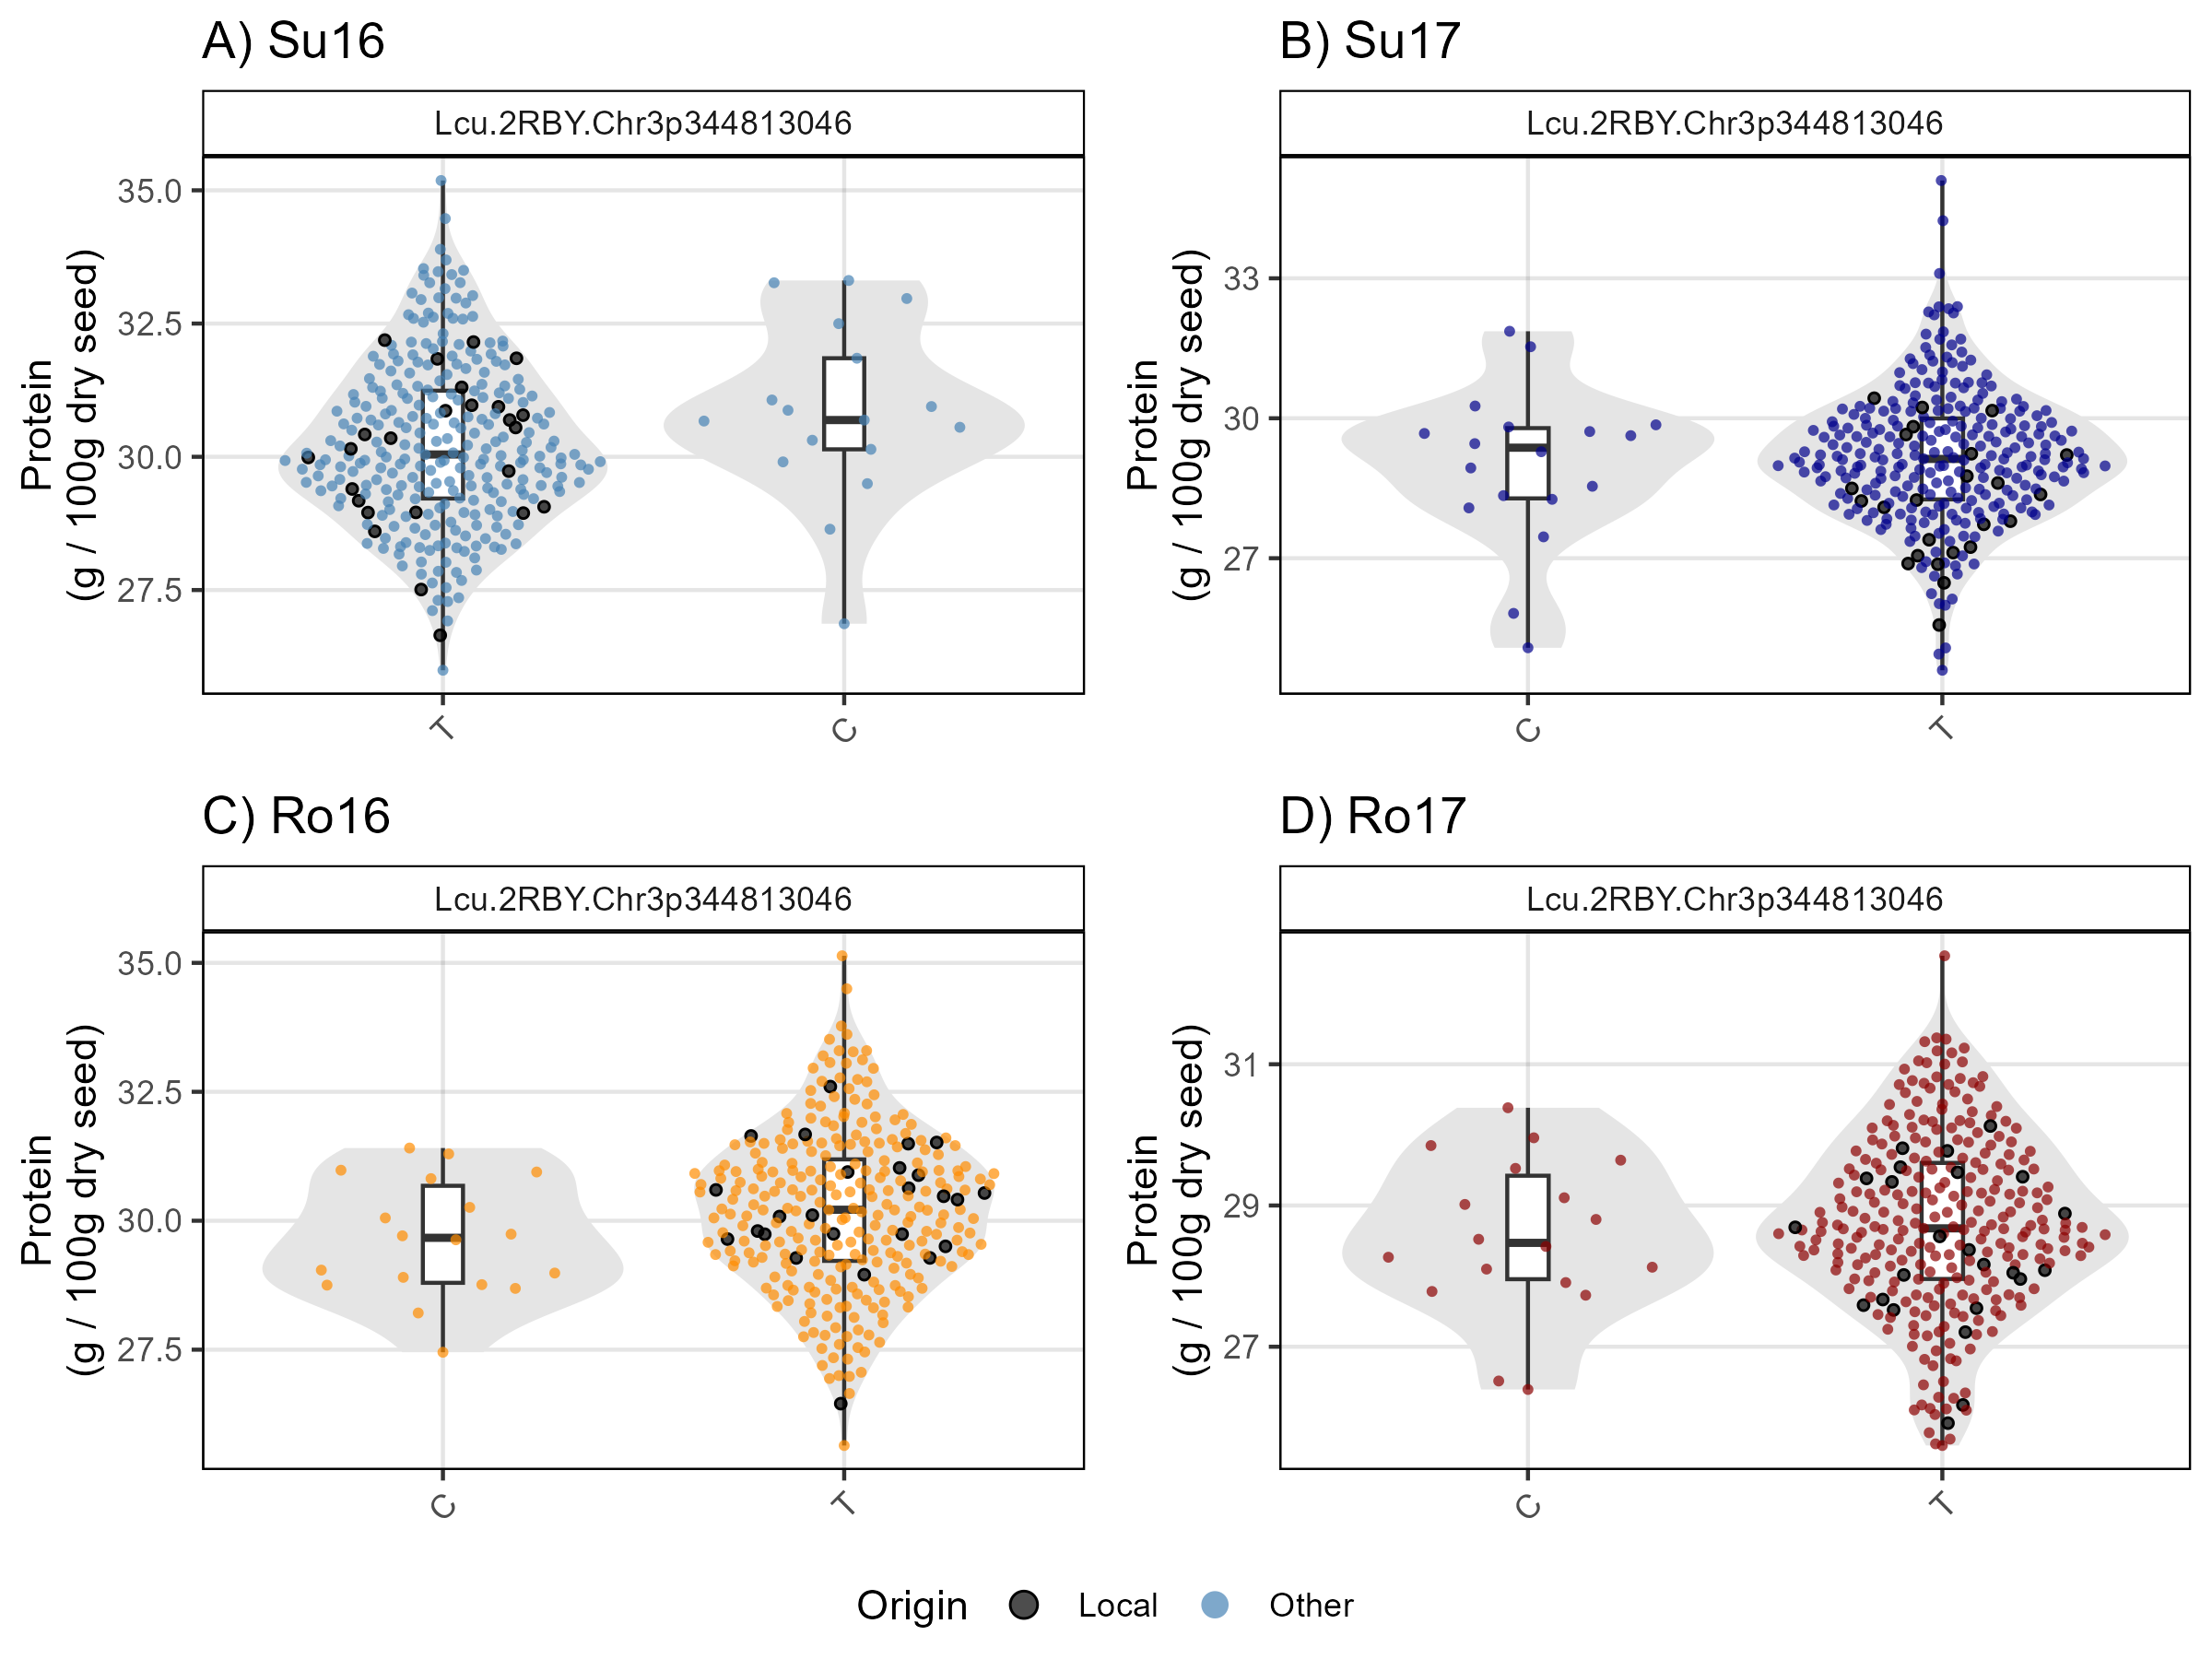 A) Su16
Lcu.2RBY.Chr3p344813046
Protein
(g / 100g dry seed)
35.0
32.5
30.0
27.5
T
C
B) Su17
Lcu.2RBY.Chr3p344813046
Protein
(g / 100g dry seed)
33
30
27
C
T
C) Ro16
Lcu.2RBY.Chr3p344813046
Protein
(g / 100g dry seed)
35.0
32.5
30.0
27.5
C
T
D) Ro17
Lcu.2RBY.Chr3p344813046
Protein
(g / 100g dry seed)
31
29
27
C
T
Origin Local Other